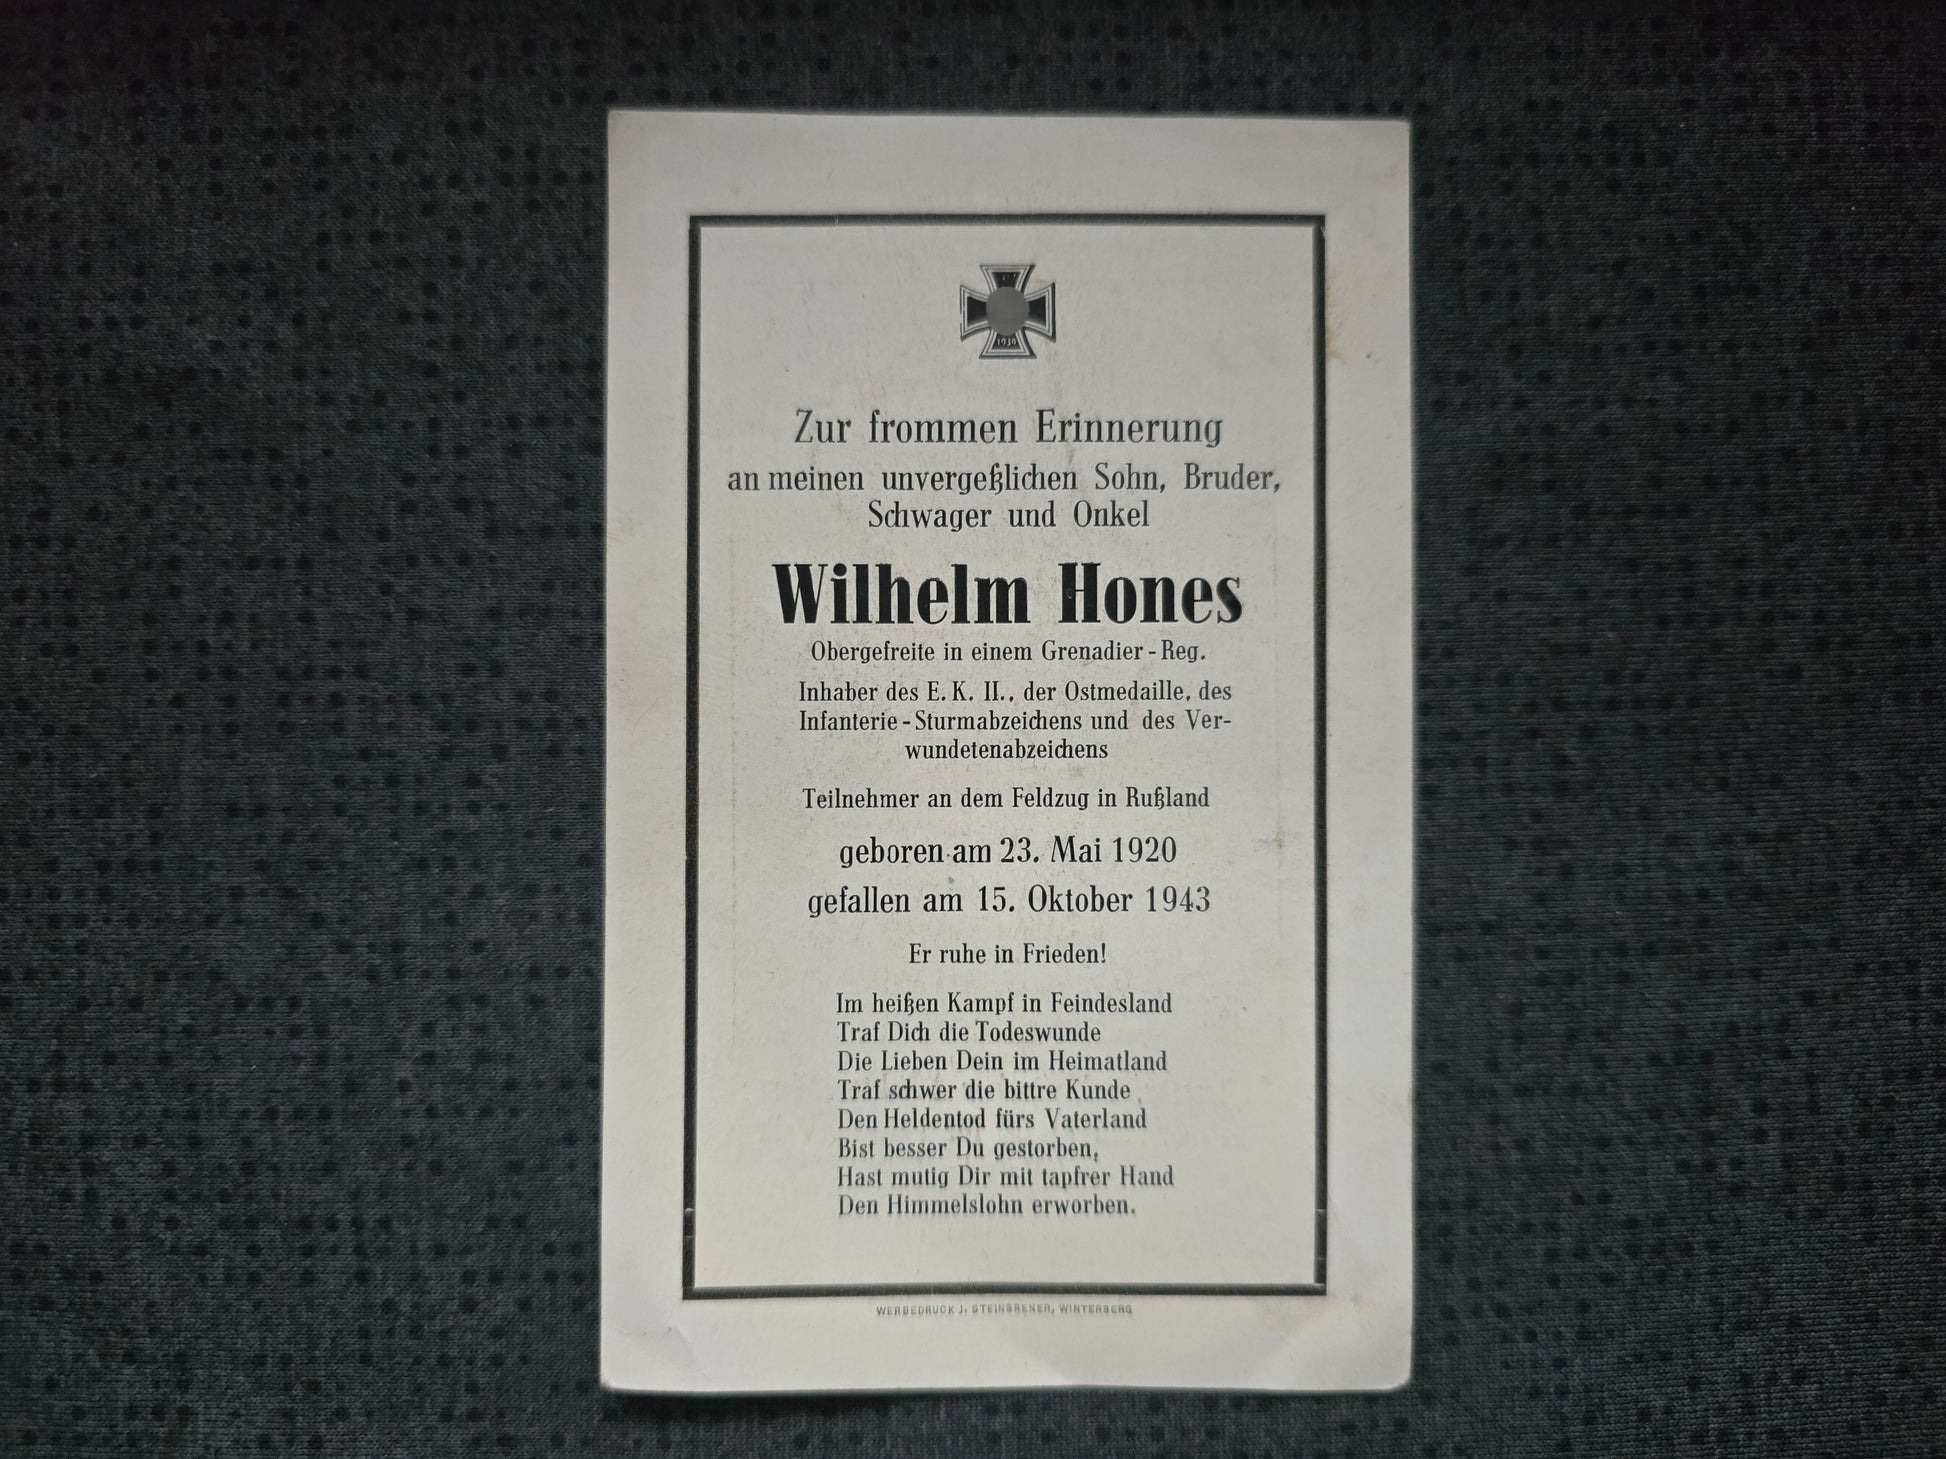 1939
Zur frommen Erinnerung
an meinen unvergeßlichen Sohn, Bruder,
Schwager und Onkel
Wilhelm Hones
Obergefreite in einem Grenadier-Reg.
Inhaber des E. K. II., der Ostmedaille, des
Infanterie-Sturmabzeichens und des Ver-
wundetenabzeichens
Teilnehmer an dem Feldzug in Rußland
geboren am 23. Mai 1920
gefallen am 15. Oktober 1943
Er ruhe in Frieden!
Im heißen Kampf in Feindesland
Traf Dich die Todeswunde
Die Lieben Dein im Heimatland
Traf schwer die bittre Kunde
Den Heldentod fürs Vaterland
Bist besser Du gestorben,
Hast mutig Dir mit tapfrer Hand
Den Himmelslohn erworben.
WERBEDRUCK J. STEINBRENER, WINTERBERG